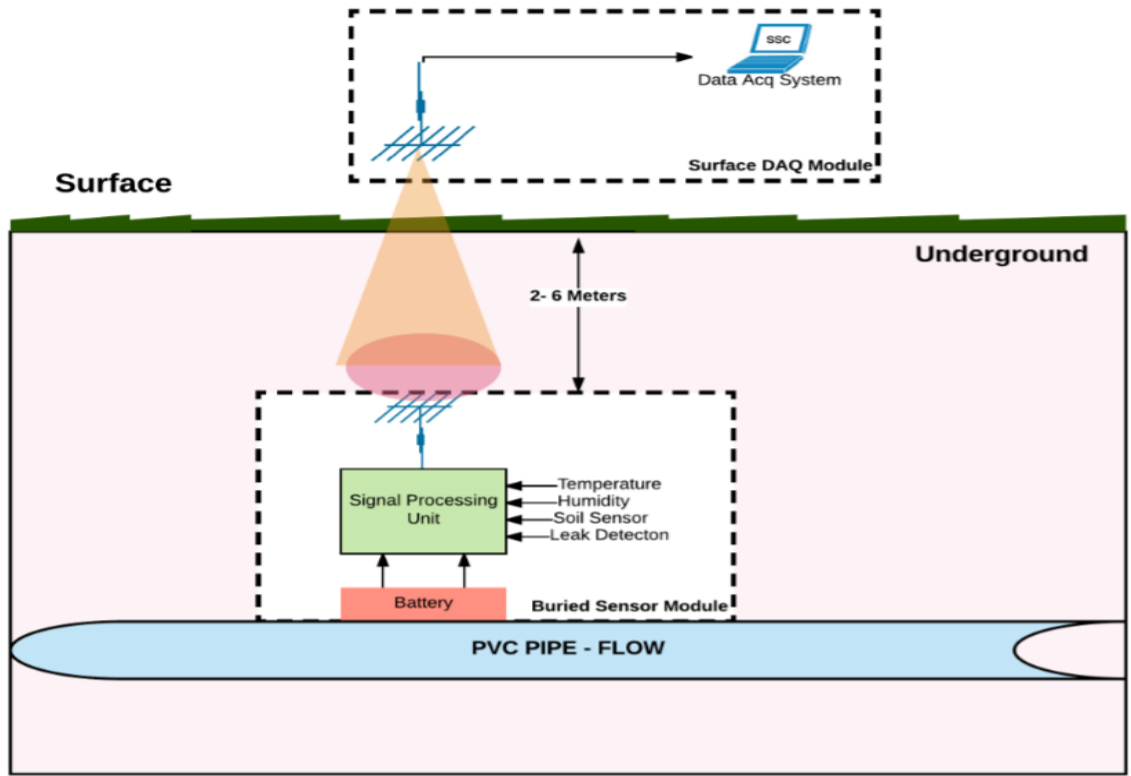 SSC
Data Acq System
Surface DAQ Module
Surface
Underground
2- 6 Meters
Signal Processing
Unit
Temperature
Humidity
Soil Sensor
Leak Detecton
Battery
Buried Sensor Module
PVC PIPE - FLOW